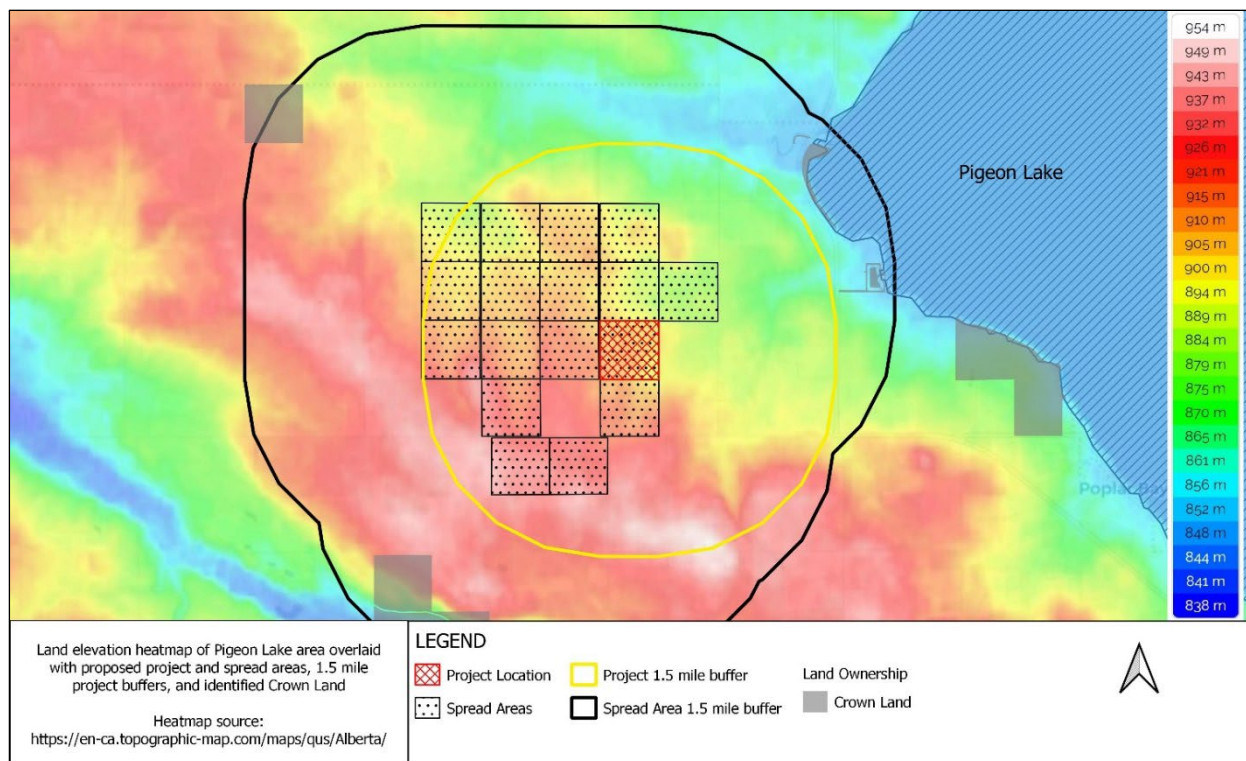 Pigeon Lake
954 m
949 m
943 m
937 m
932 m
926 m
921 m
915 m
910 m
905 m
900 m
894 m
889 m
884 m
879 m
875 m
870 m
865 m
861 m
856 m
852 m
848 m
844 m
841 m
838 m
Land elevation heatmap of Pigeon Lake area overlaid
with proposed project and spread areas, 1.5 mile
project buffers, and identified Crown Land
Heatmap source:
https://en-ca.topographic-map.com/maps/qus/Alberta/
LEGEND
Project Location
Spread Areas
Project 1.5 mile buffer
Spread Area 1.5 mile buffer
Land Ownership
Crown Land